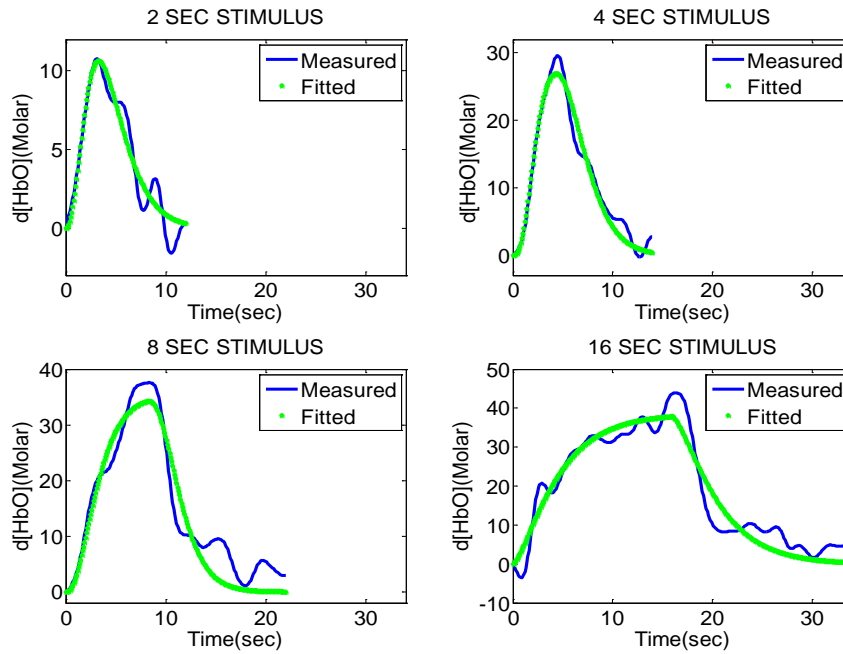 2 SEC STIMULUS
10
5
0
0 10 20 30
d[HbO](Molar)
Time(sec)
Measured
Fitted
4 SEC STIMULUS
30
20
10
0
0 10 20 30
d[HbO](Molar)
Time(sec)
Measured
Fitted
8 SEC STIMULUS
40
30
20
10
0
0 10 20 30
d[HbO](Molar)
Time(sec)
Measured
Fitted
16 SEC STIMULUS
50
40
30
20
10
0
-10
0 10 20 30
d[HbO](Molar)
Time(sec)
Measured
Fitted